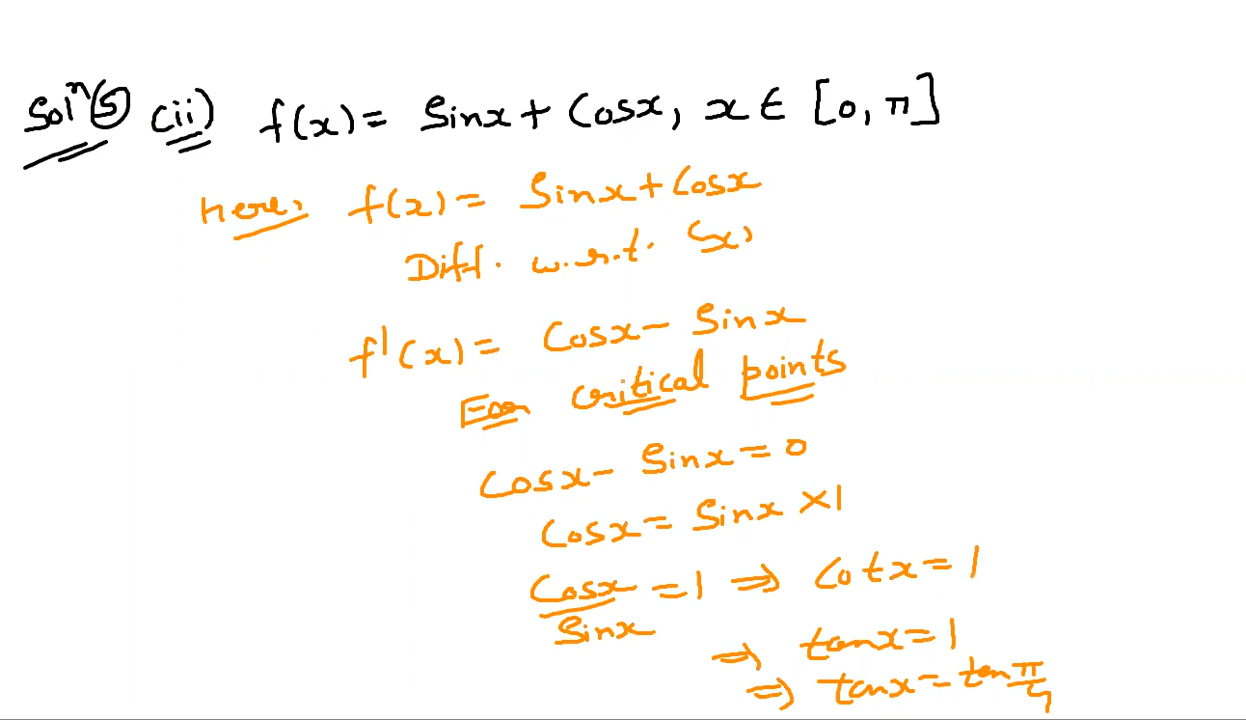 Solⁿ ⑤ (ii) f(x) = Sinx + Cosx, x ∈ [0, π]
here, f(x) = Sinx + Cosx
Diff. w.r.t. 'x'
f'(x) = Cosx - Sinx
For critical points
Cosx - Sinx = 0
Cosx = Sinx × 1
Cosx/Sinx = 1 ⇒ Cotx = 1
⇒ tanx = 1
⇒ tanx = tan π/4